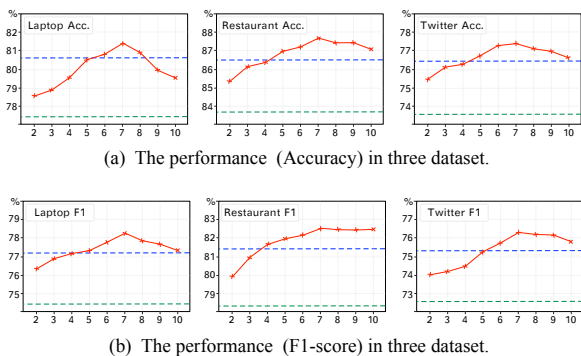 %
Laptop Acc.
82
81
80
79
78
2 3 4 5 6 7 8 9 10
%
Restaurant Acc.
88
87
86
85
84
2 3 4 5 6 7 8 9 10
%
Twitter Acc.
78
77
76
75
74
2 3 4 5 6 7 8 9 10
(a) The performance (Accuracy) in three dataset.
%
Laptop F1
79
78
77
76
75
2 3 4 5 6 7 8 9 10
%
Restaurant F1
83
82
81
80
79
2 3 4 5 6 7 8 9 10
%
Twitter F1
77
76
75
74
73
2 3 4 5 6 7 8 9 10
(b) The performance (F1-score) in three dataset.